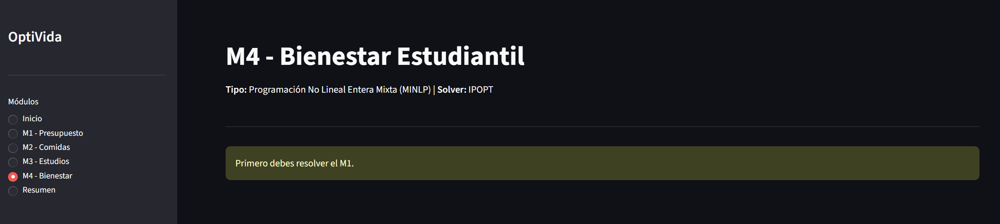 OptiVida
Módulos
Inicio
M1 - Presupuesto
M2 - Comidas
M3 - Estudios
M4 - Bienestar
Resumen
M4 - Bienestar Estudiantil
Tipo: Programación No Lineal Entera Mixta (MINLP) | Solver: IPOPT
Primero debes resolver el M1.